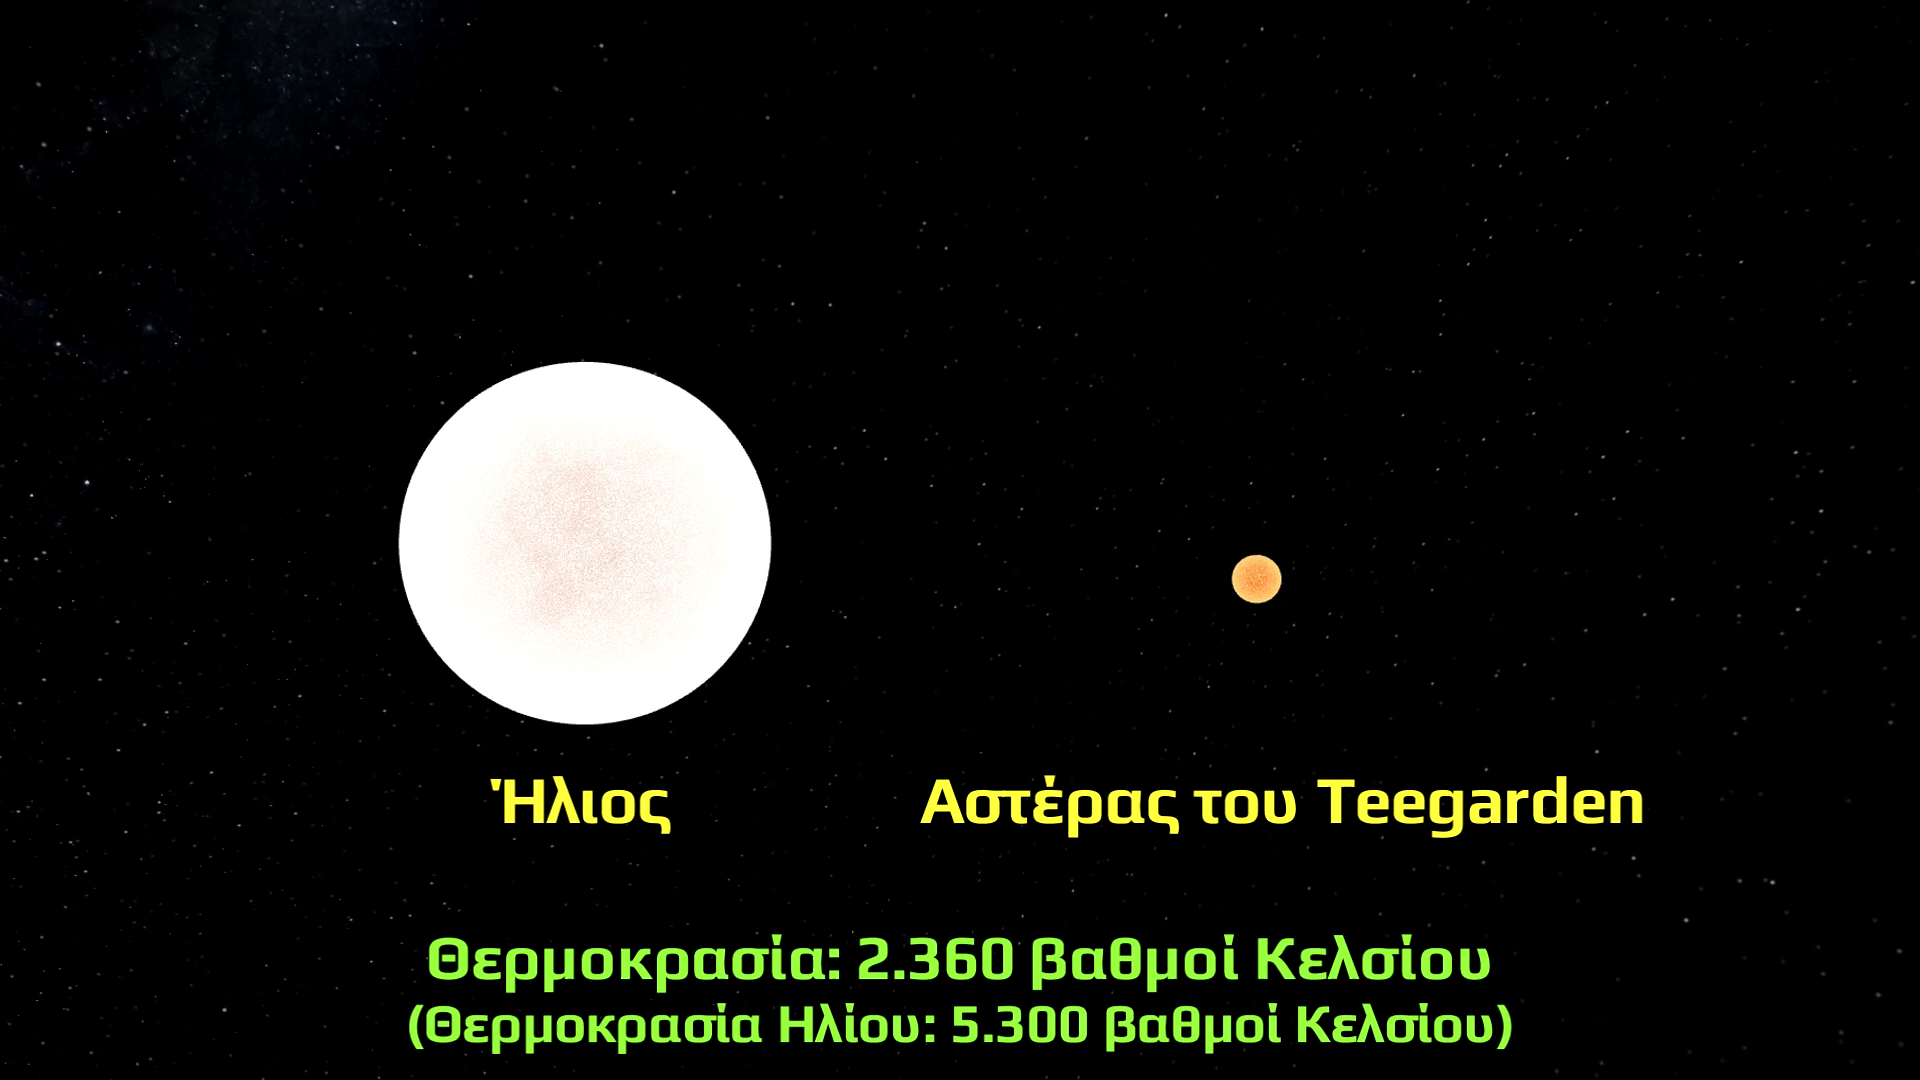 Ήλιος
Αστέρας του Teegarden
Θερμοκρασία: 2.360 βαθμοί Κελσίου
(Θερμοκρασία Ηλίου: 5.300 βαθμοί Κελσίου)